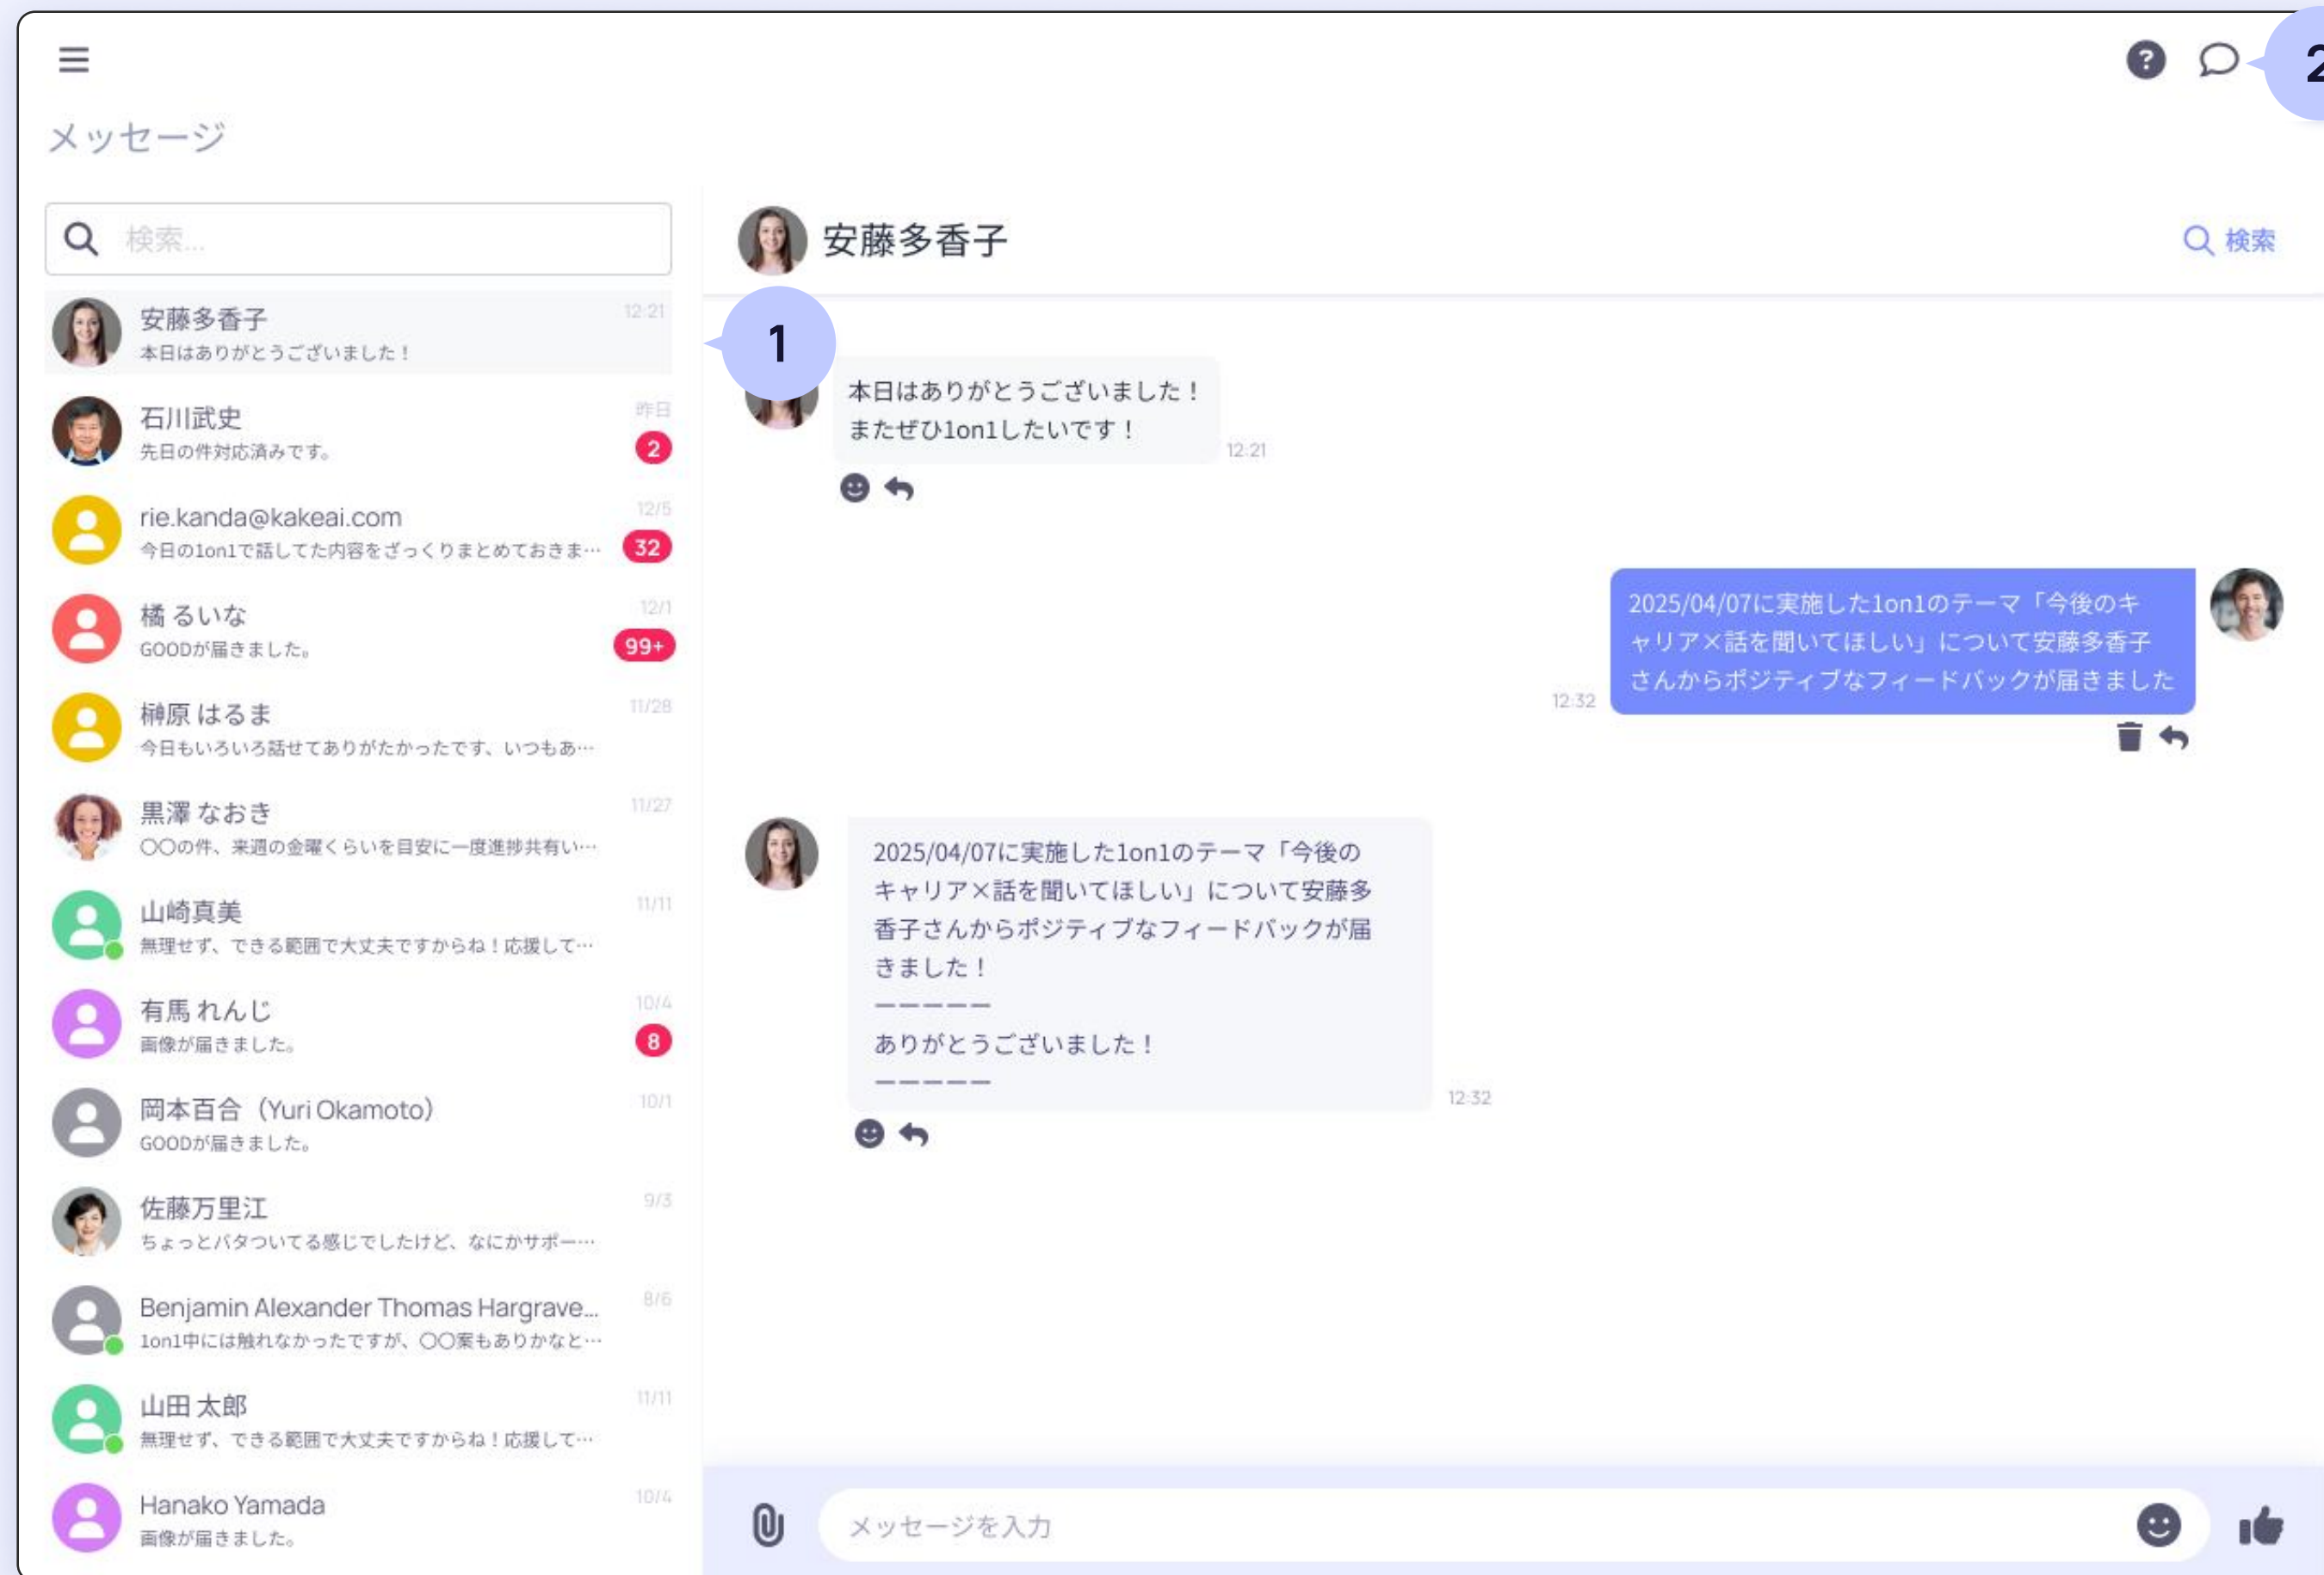 2
メッセージ
検索...
安藤多香子
12:21
本日はありがとうございました！
石川武史
昨日
先日の件対応済みです。
2
rie.kanda@kakeai.com
12/5
今日の1on1で話してた内容をざっくりまとめておきま…
32
橘 るいな
12/1
GOODが届きました。
99+
榊原 はるま
11/28
今日もいろいろ話せてありがたかったです、いつもあ…
黒澤 なおき
11/27
〇〇の件、来週の金曜くらいを目安に一度進捗共有い…
山崎真美
11/11
無理せず、できる範囲で大丈夫ですからね！応援して…
有馬 れんじ
10/4
画像が届きました。
8
岡本百合（Yuri Okamoto）
10/1
GOODが届きました。
佐藤万里江
9/3
ちょっとバタついてる感じでしたけど、なにかサポー…
Benjamin Alexander Thomas Hargrave...
8/6
1on1中には触れなかったですが、〇〇案もありかなと…
山田 太郎
11/11
無理せず、できる範囲で大丈夫ですからね！応援して…
Hanako Yamada
10/4
画像が届きました。
安藤多香子
検索
1
本日はありがとうございました！
またぜひ1on1したいです！
12:21
2025/04/07に実施した1on1のテーマ「今後のキ
ャリア×話を聞いてほしい」について安藤多香子
さんからポジティブなフィードバックが届きました
12:32
2025/04/07に実施した1on1のテーマ「今後の
キャリア×話を聞いてほしい」について安藤多
香子さんからポジティブなフィードバックが届
きました！
ーーーーー
ありがとうございました！
ーーーーー
12:32
メッセージを入力